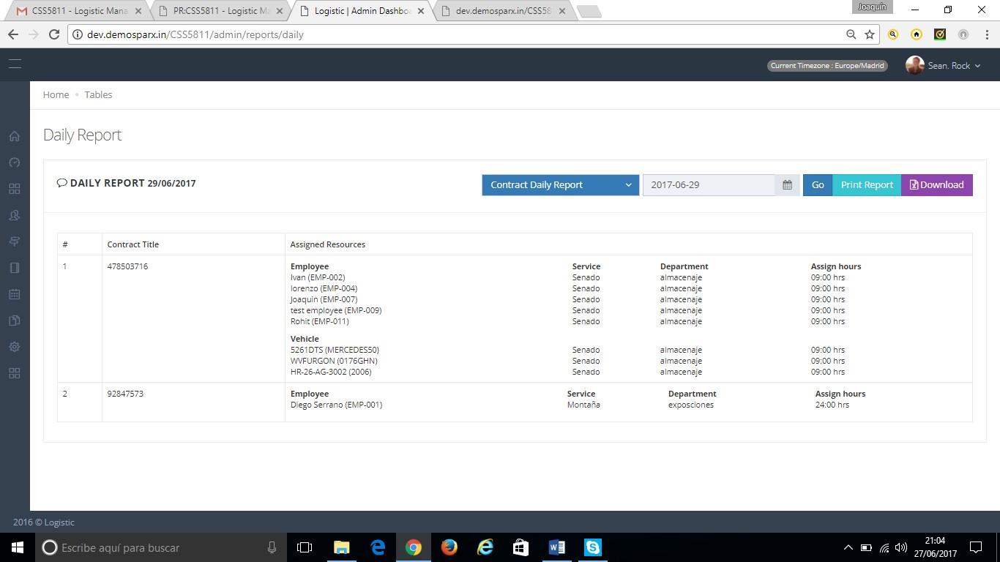 CSS5811 - Logistic Mana
PR:CSS5811 - Logistic Ma
Logistic | Admin Dashboa
dev.demosparx.in/CSS58
Joaquín
dev.demosparx.in/CSS5811/admin/reports/daily
Current Timezone : Europe/Madrid
Sean. Rock
Home • Tables
Daily Report
DAILY REPORT 29/06/2017
Contract Daily Report
2017-06-29
Go
Print Report
Download
# Contract Title Assigned Resources
1 478503716 Employee Service Department Assign hours
Ivan (EMP-002) Senado almacenaje 09:00 hrs
lorenzo (EMP-004) Senado almacenaje 09:00 hrs
Joaquin (EMP-007) Senado almacenaje 09:00 hrs
test employee (EMP-009) Senado almacenaje 09:00 hrs
Rohit (EMP-011) Senado almacenaje 09:00 hrs
Vehicle
5261DTS (MERCEDES50) Senado almacenaje 09:00 hrs
WVFURGON (0176GHN) Senado almacenaje 09:00 hrs
HR-26-AG-3002 (2006) Senado almacenaje 09:00 hrs
2 92847573 Employee Service Department Assign hours
Diego Serrano (EMP-001) Montaña exposciones 24:00 hrs
2016 © Logistic
Escribe aquí para buscar
21:04
27/06/2017